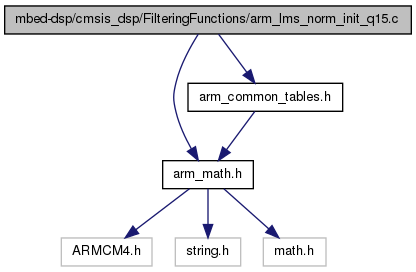 mbed-dsp/cmsis_dsp/FilteringFunctions/arm_lms_norm_init_q15.c
arm_common_tables.h
arm_math.h
ARMCM4.h
string.h
math.h